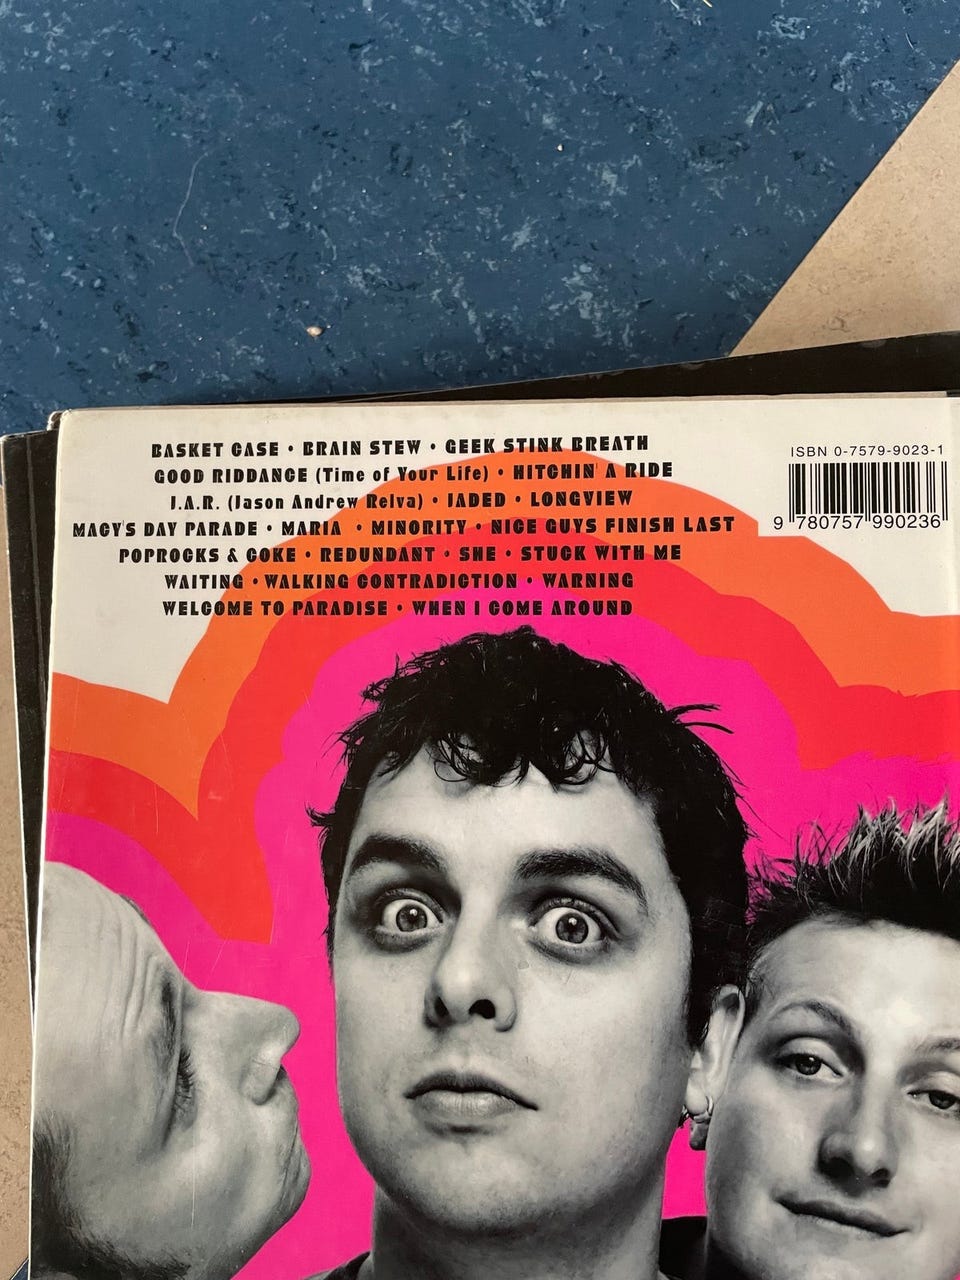 BASKET CASE • BRAIN STEW • GEEK STINK BREATH
GOOD RIDDANCE (Time of Your Life) • HITCHIN' A RIDE
J.A.R. (Jason Andrew Relva) • JADED • LONGVIEW
MACY'S DAY PARADE • MARIA • MINORITY • NICE GUYS FINISH LAST
POPROCKS & COKE • REDUNDANT • SHE • STUCK WITH ME
WAITING • WALKING CONTRADICTION • WARNING
WELCOME TO PARADISE • WHEN I COME AROUND
ISBN 0-7579-9023-1
9 780757 990236